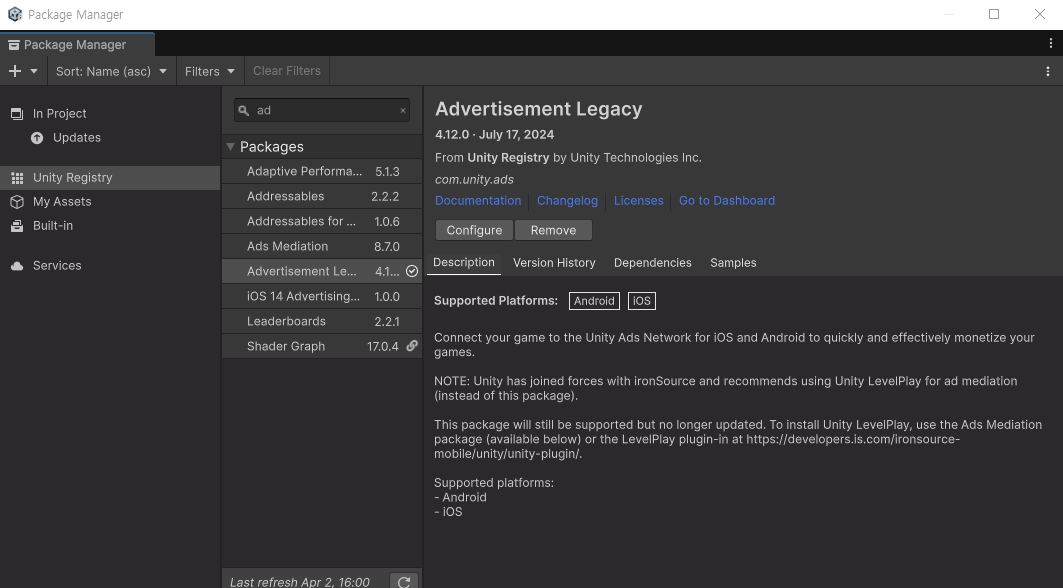 Package Manager
Package Manager
Sort: Name (asc)
Filters
Clear Filters
In Project
Updates
Unity Registry
My Assets
Built-in
Services
ad
Packages
Adaptive Performa... 5.1.3
Addressables 2.2.2
Addressables for ... 1.0.6
Ads Mediation 8.7.0
Advertisement Le... 4.1...
iOS 14 Advertising... 1.0.0
Leaderboards 2.2.1
Shader Graph 17.0.4
Last refresh Apr 2, 16:00
Advertisement Legacy
4.12.0 · July 17, 2024
From Unity Registry by Unity Technologies Inc.
com.unity.ads
Documentation Changelog Licenses Go to Dashboard
Configure Remove
Description Version History Dependencies Samples
Supported Platforms: Android iOS
Connect your game to the Unity Ads Network for iOS and Android to quickly and effectively monetize your
games.
NOTE: Unity has joined forces with ironSource and recommends using Unity LevelPlay for ad mediation
(instead of this package).
This package will still be supported but no longer updated. To install Unity LevelPlay, use the Ads Mediation
package (available below) or the LevelPlay plugin-in at https://developers.is.com/ironsource-
mobile/unity/unity-plugin/.
Supported platforms:
- Android
- iOS